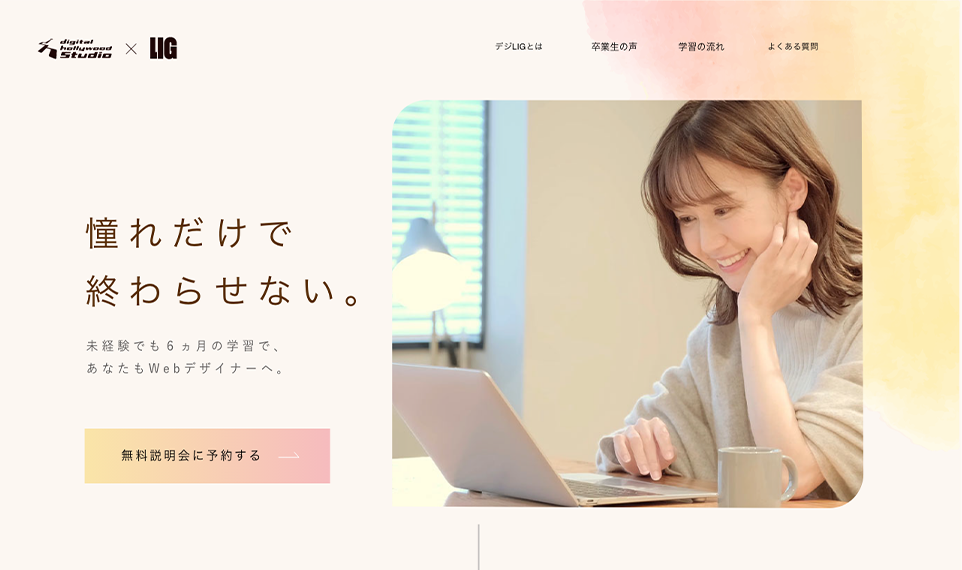 digital
hollywood
Studio
×
LIG
デジLIGとは
卒業生の声
学習の流れ
よくある質問
憧れだけで
終わらせない。
未経験でも6ヵ月の学習で、
あなたもWebデザイナーへ。
無料説明会に予約する